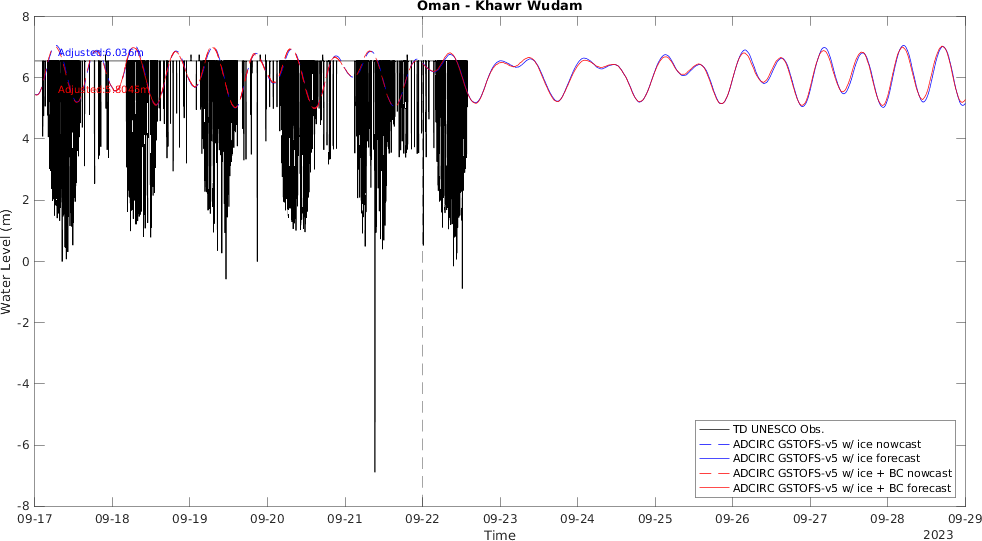 Oman - Khawr Wudam
Water Level (m)
8
6
4
2
0
-2
-4
-6
-8
Adjusted:6.036m
TD UNESCO Obs.
ADCIRC GSTOFS-v5 w/ ice nowcast
ADCIRC GSTOFS-v5 w/ ice forecast
ADCIRC GSTOFS-v5 w/ ice + BC nowcast
ADCIRC GSTOFS-v5 w/ ice + BC forecast
09-17 09-18 09-19 09-20 09-21 09-22 09-23 09-24 09-25 09-26 09-27 09-28 09-29
Time
2023